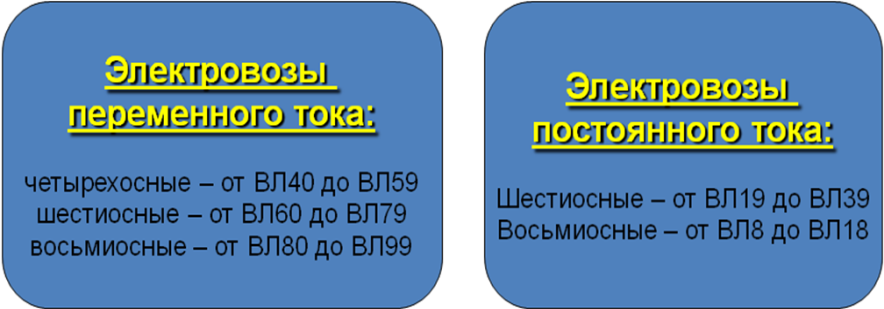 Электровозы
переменного тока:
четырехосные – от ВЛ40 до ВЛ59
шестиосные – от ВЛ60 до ВЛ79
восьмиосные – от ВЛ80 до ВЛ99
Электровозы
постоянного тока:
Шестиосные – от ВЛ19 до ВЛ39
Восьмиосные – от ВЛ8 до ВЛ18